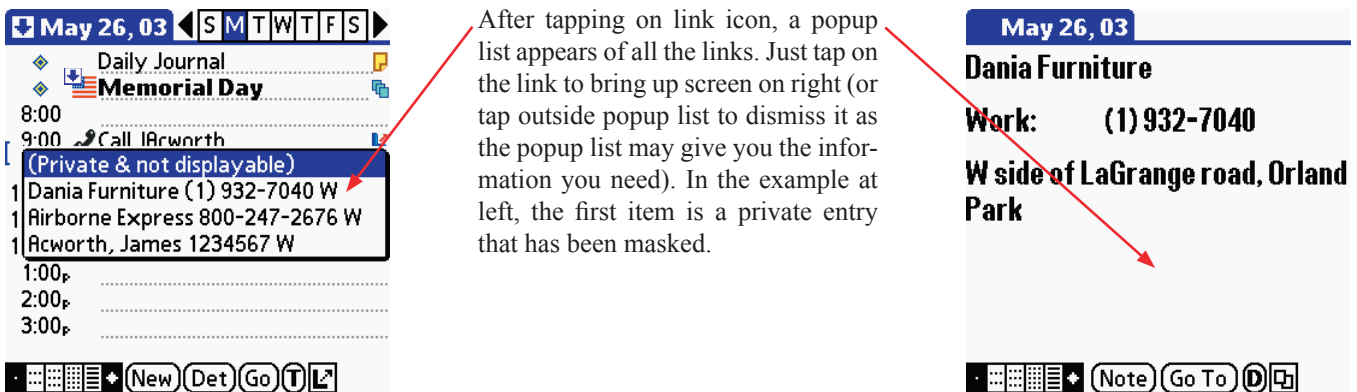 May 26, 03 S M T W T F S
Daily Journal
Memorial Day
8:00
9:00 Call JAcworth
(Private & not displayable)
1 Dania Furniture (1) 932-7040 W
1 Airborne Express 800-247-2676 W
1 Acworth, James 1234567 W
1:00P
2:00P
3:00P
New Det Go T
After tapping on link icon, a popup
list appears of all the links. Just tap on
the link to bring up screen on right (or
tap outside popup list to dismiss it as
the popup list may give you the infor-
mation you need). In the example at
left, the first item is a private entry
that has been masked.
May 26, 03
Dania Furniture
Work: (1) 932-7040
W side of LaGrange road, Orland
Park
Note Go To D